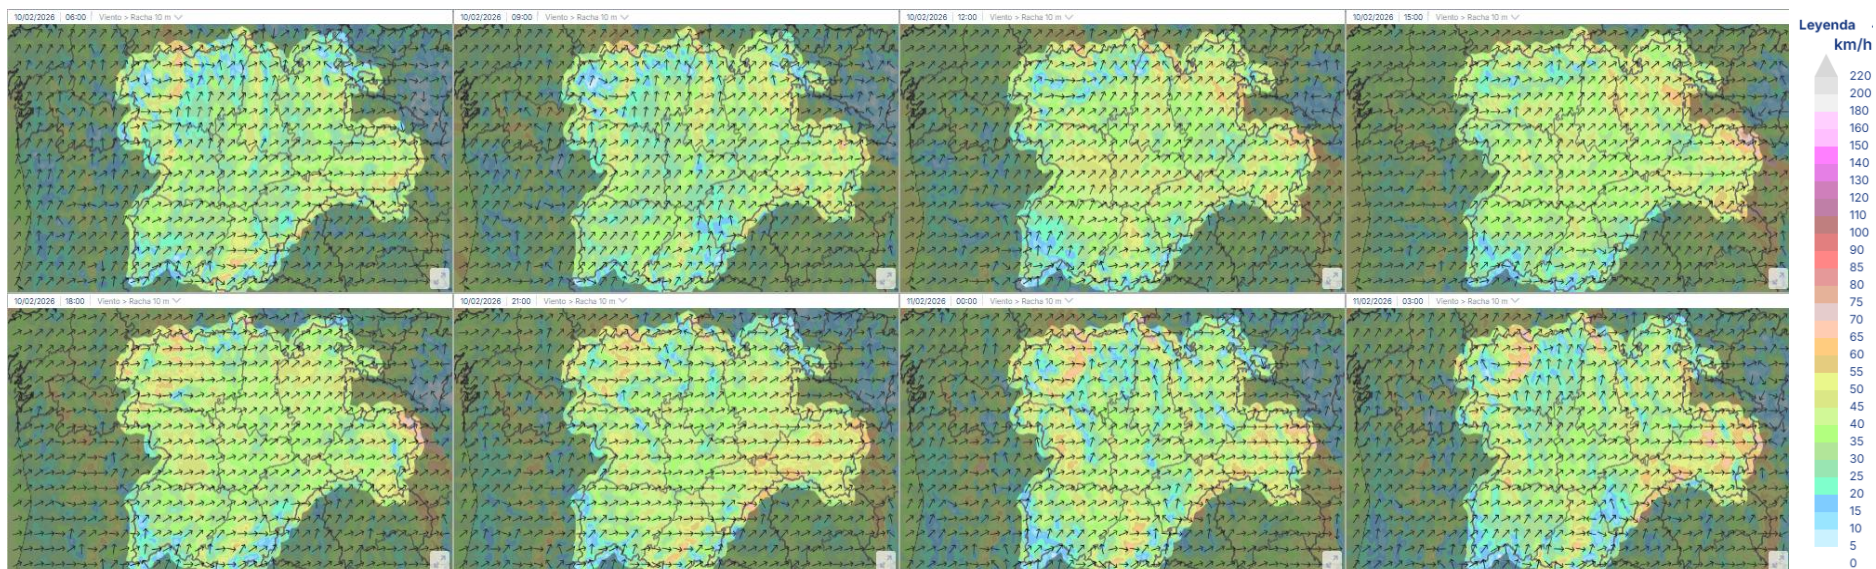 10/02/2026 06:00 Viento > Racha 10 m
10/02/2026 09:00 Viento > Racha 10 m
10/02/2026 12:00 Viento > Racha 10 m
10/02/2026 15:00 Viento > Racha 10 m
10/02/2026 18:00 Viento > Racha 10 m
10/02/2026 21:00 Viento > Racha 10 m
11/02/2026 00:00 Viento > Racha 10 m
11/02/2026 03:00 Viento > Racha 10 m
Leyenda
km/h
220
200
180
160
150
140
130
120
110
100
90
85
80
75
70
65
60
55
50
45
40
35
30
25
20
15
10
5
0